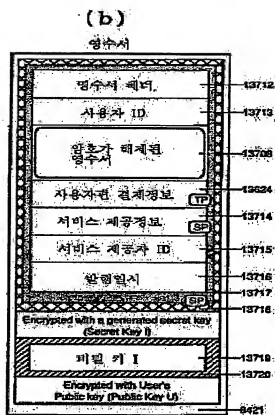 (b)
영수서
영수서 헤더 13712
사용자 ID 13713
암호가 해제된
영수서 13708
사용자편 결제정보 13624
TP
서비스 제공정보 13714
SP
서비스 제공자 ID 13715
발행일시 13716
13717
SP
13718
Encrypted with a generated secret key
(Secret Key I)
비밀 키 I 13719
13720
Encrypted with User's
Public key (Public Key U)
8421